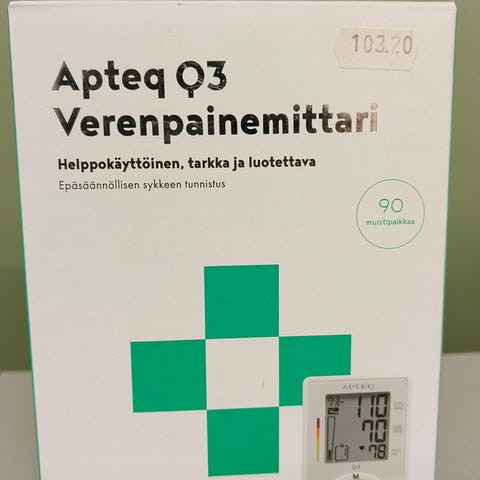 103.20
Apteq Q3
Verenpainemittari
Helppokäyttöinen, tarkka ja luotettava
Epäsäännöllisen sykkeen tunnistus
90
muistipaikkaa
APTEQ
110
70
78
Q3
M